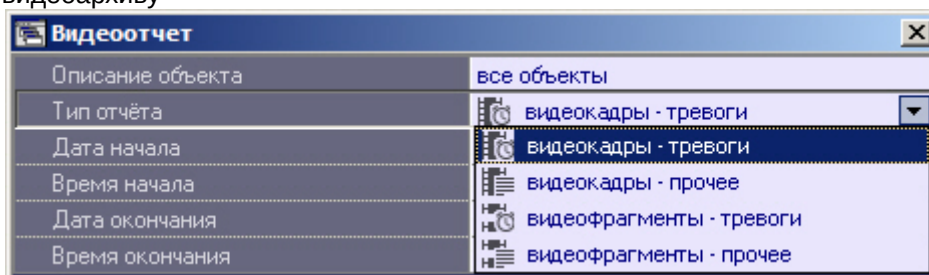 видеоархиву
Видеоотчет
Описание объекта все объекты
Тип отчёта видеокадры - тревоги
Дата начала видеокадры - тревоги
Время начала видеокадры - прочее
Дата окончания видеофрагменты - тревоги
Время окончания видеофрагменты - прочее